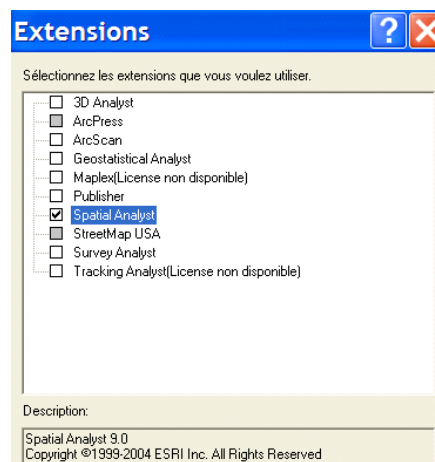 Extensions
Sélectionnez les extensions que vous voulez utiliser.
3D Analyst
ArcPress
ArcScan
Geostatistical Analyst
Maplex(License non disponible)
Publisher
Spatial Analyst
StreetMap USA
Survey Analyst
Tracking Analyst(License non disponible)
Description:
Spatial Analyst 9.0
Copyright ©1999-2004 ESRI Inc. All Rights Reserved